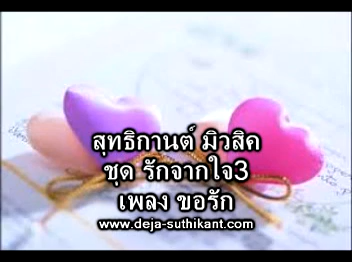 สุทธิกานต์ มิวสิค
ชุด รักจากใจ3
เพลง ขอรัก
www.deja-suthikant.com